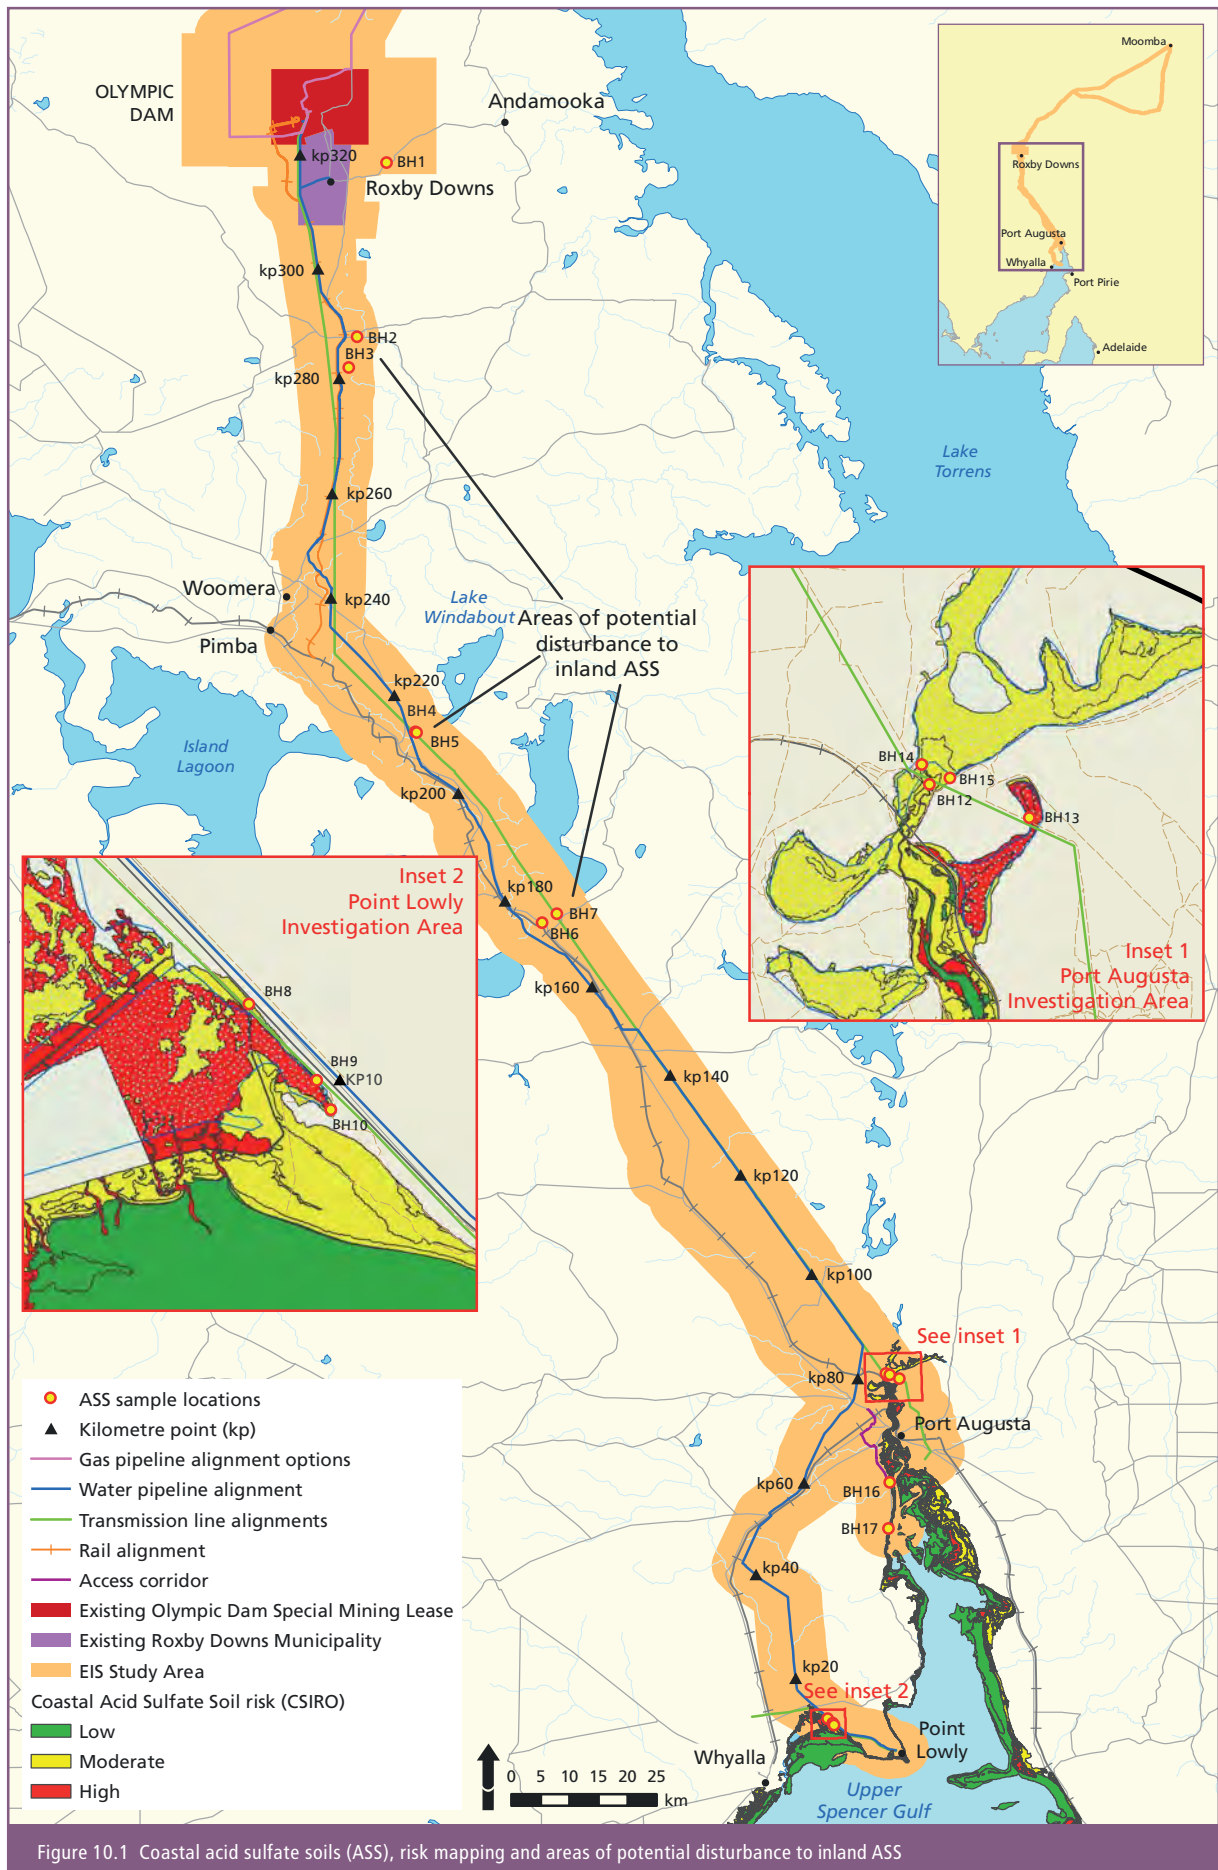 OLYMPIC
DAM
Andamooka
kp320
BH1
Roxby Downs
kp300
BH2
BH3
kp280
kp260
Woomera
kp240
Pimba
Lake
Windabout
Areas of potential
disturbance to
inland ASS
kp220
BH4
BH5
Island
Lagoon
kp200
kp180
BH7
BH6
kp160
kp140
kp120
kp100
See inset 1
kp80
Port Augusta
kp60
BH16
BH17
kp40
kp20
See inset 2
Point
Lowly
Whyalla
Upper
Spencer Gulf
Lake
Torrens
Moomba
Roxby Downs
Port Augusta
Whyalla
Port Pirie
Adelaide
BH14
BH15
BH12
BH13
Inset 1
Port Augusta
Investigation Area
Inset 2
Point Lowly
Investigation Area
BH8
BH9
KP10
BH10
ASS sample locations
Kilometre point (kp)
Gas pipeline alignment options
Water pipeline alignment
Transmission line alignments
Rail alignment
Access corridor
Existing Olympic Dam Special Mining Lease
Existing Roxby Downs Municipality
EIS Study Area
Coastal Acid Sulfate Soil risk (CSIRO)
Low
Moderate
High
0 5 10 15 20 25
km
Figure 10.1 Coastal acid sulfate soils (ASS), risk mapping and areas of potential disturbance to inland ASS